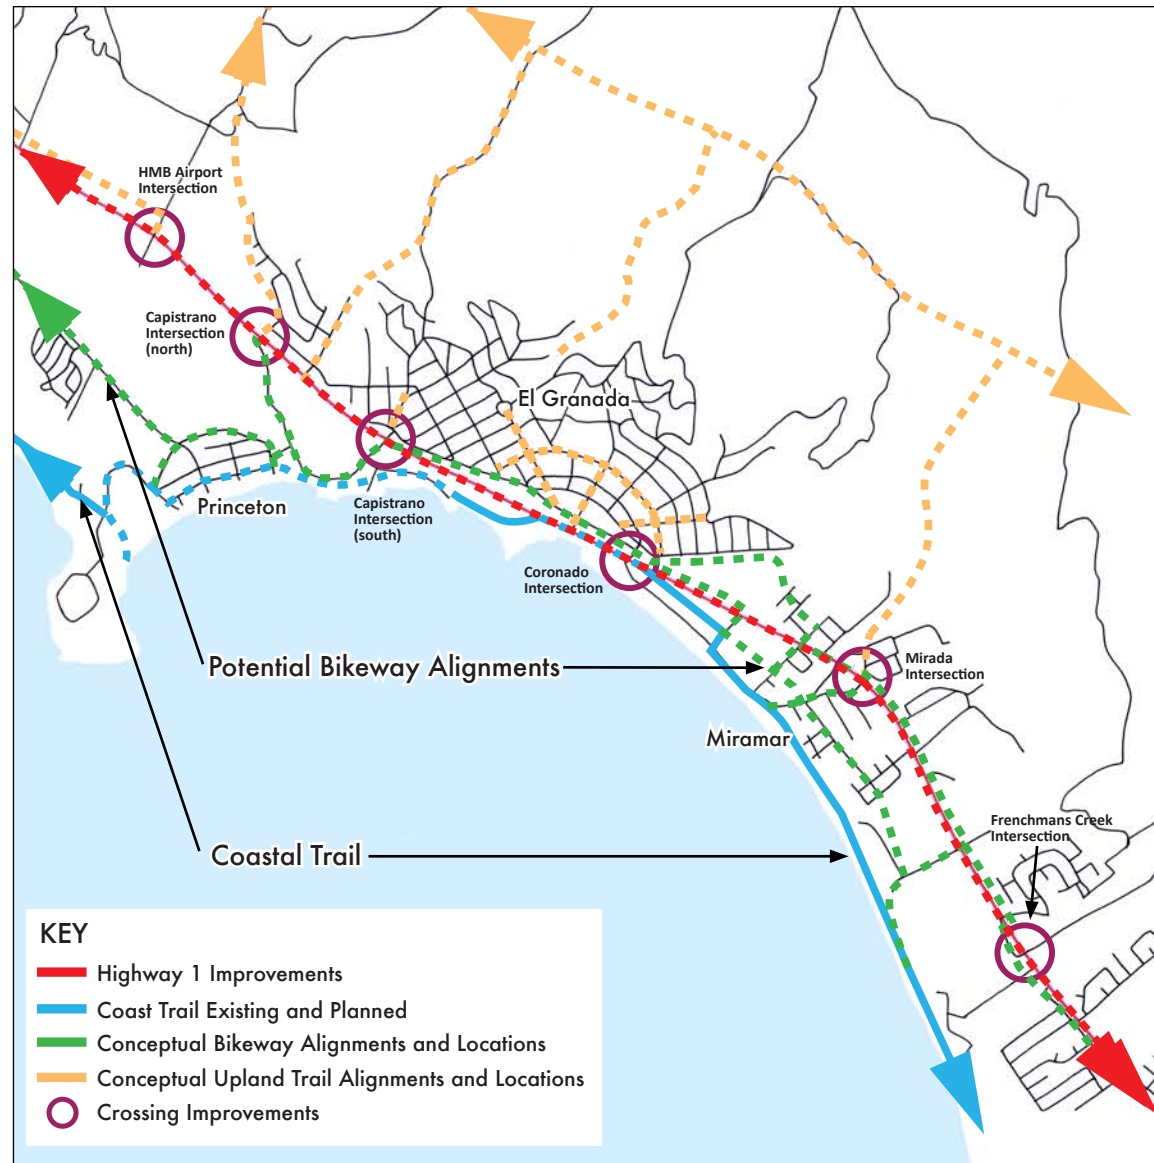 HMB Airport
Intersection
Capistrano
Intersection
(north)
El Granada
Princeton
Capistrano
Intersection
(south)
Coronado
Intersection
Potential Bikeway Alignments
Mirada
Intersection
Miramar
Frenchmans Creek
Intersection
Coastal Trail
KEY
Highway 1 Improvements
Coast Trail Existing and Planned
Conceptual Bikeway Alignments and Locations
Conceptual Upland Trail Alignments and Locations
Crossing Improvements